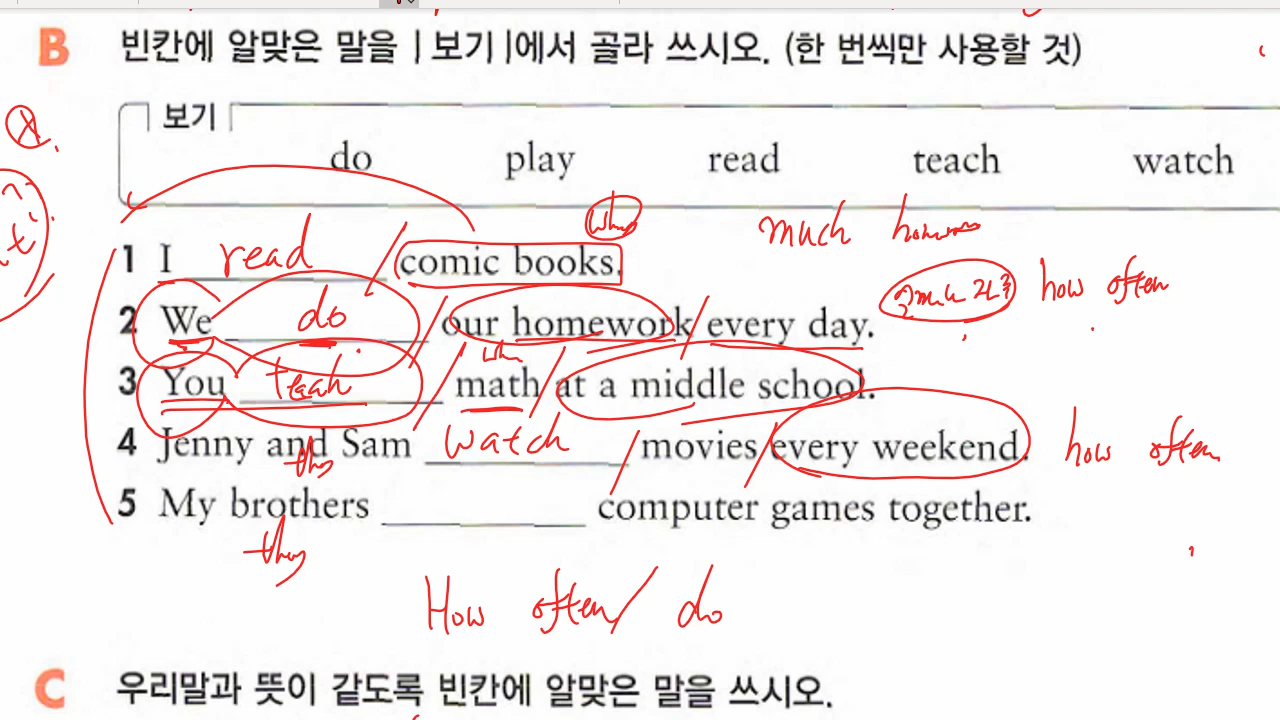 B 빈칸에 알맞은 말을 | 보기 |에서 골라 쓰시오. (한 번씩만 사용할 것)
보기
do play read teach watch
much
1 I read comic books.
how often
2 We do our homework every day.
3 You teach math at a middle school.
4 Jenny and Sam watch movies every weekend. how often
5 My brothers computer games together.
they
How often / do
C 우리말과 뜻이 같도록 빈칸에 알맞은 말을 쓰시오.